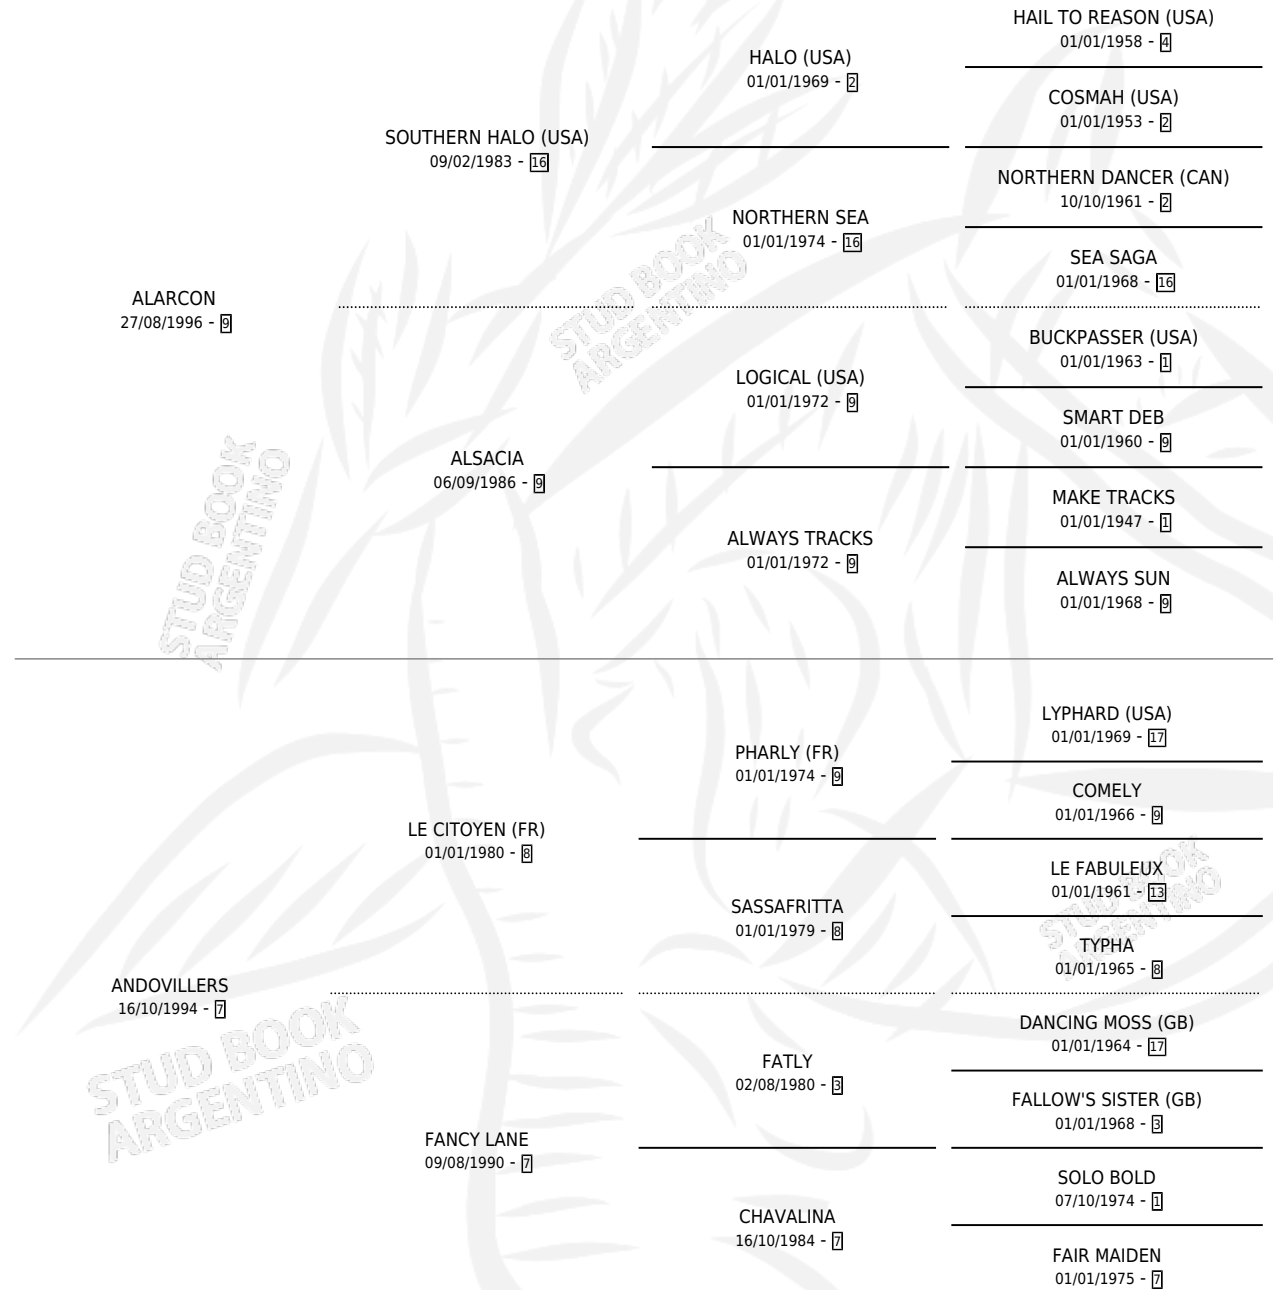 HAIL TO REASON (USA)
01/01/1958 - 4
HALO (USA)
01/01/1969 - 2
COSMAH (USA)
01/01/1953 - 2
SOUTHERN HALO (USA)
09/02/1983 - 16
NORTHERN DANCER (CAN)
10/10/1961 - 2
NORTHERN SEA
01/01/1974 - 16
SEA SAGA
01/01/1968 - 16
ALARCON
27/08/1996 - 9
BUCKPASSER (USA)
01/01/1963 - 1
LOGICAL (USA)
01/01/1972 - 9
SMART DEB
01/01/1960 - 9
ALSACIA
06/09/1986 - 9
MAKE TRACKS
01/01/1947 - 1
ALWAYS TRACKS
01/01/1972 - 9
ALWAYS SUN
01/01/1968 - 9
LYPHARD (USA)
01/01/1969 - 17
PHARLY (FR)
01/01/1974 - 9
COMELY
01/01/1966 - 9
LE CITOYEN (FR)
01/01/1980 - 8
LE FABULEUX
01/01/1961 - 13
SASSAFRITTA
01/01/1979 - 8
TYPHA
01/01/1965 - 8
ANDOVILLERS
16/10/1994 - 7
DANCING MOSS (GB)
01/01/1964 - 17
FATLY
02/08/1980 - 3
FALLOW'S SISTER (GB)
01/01/1968 - 3
FANCY LANE
09/08/1990 - 7
SOLO BOLD
07/10/1974 - 1
CHAVALINA
16/10/1984 - 7
FAIR MAIDEN
01/01/1975 - 7
STUD BOOK
ARGENTINO
STUD BOOK
ARGENTINO
STUD BOOK
ARGENTINO
STUD BOOK
ARGENTINO